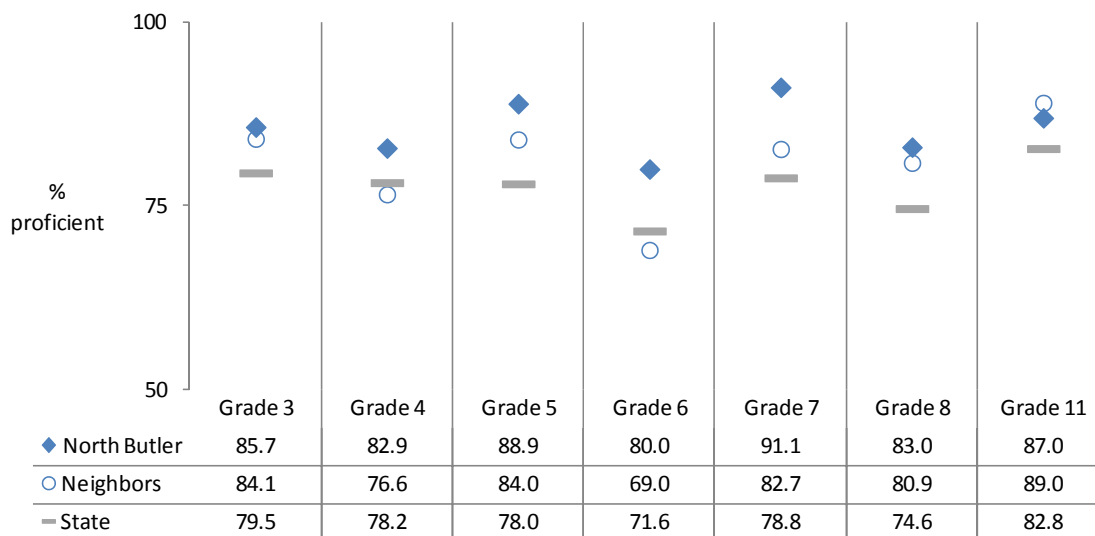 100
75
50
%
proficient
Grade 3 Grade 4 Grade 5 Grade 6 Grade 7 Grade 8 Grade 11
North Butler 85.7 82.9 88.9 80.0 91.1 83.0 87.0
Neighbors 84.1 76.6 84.0 69.0 82.7 80.9 89.0
State 79.5 78.2 78.0 71.6 78.8 74.6 82.8